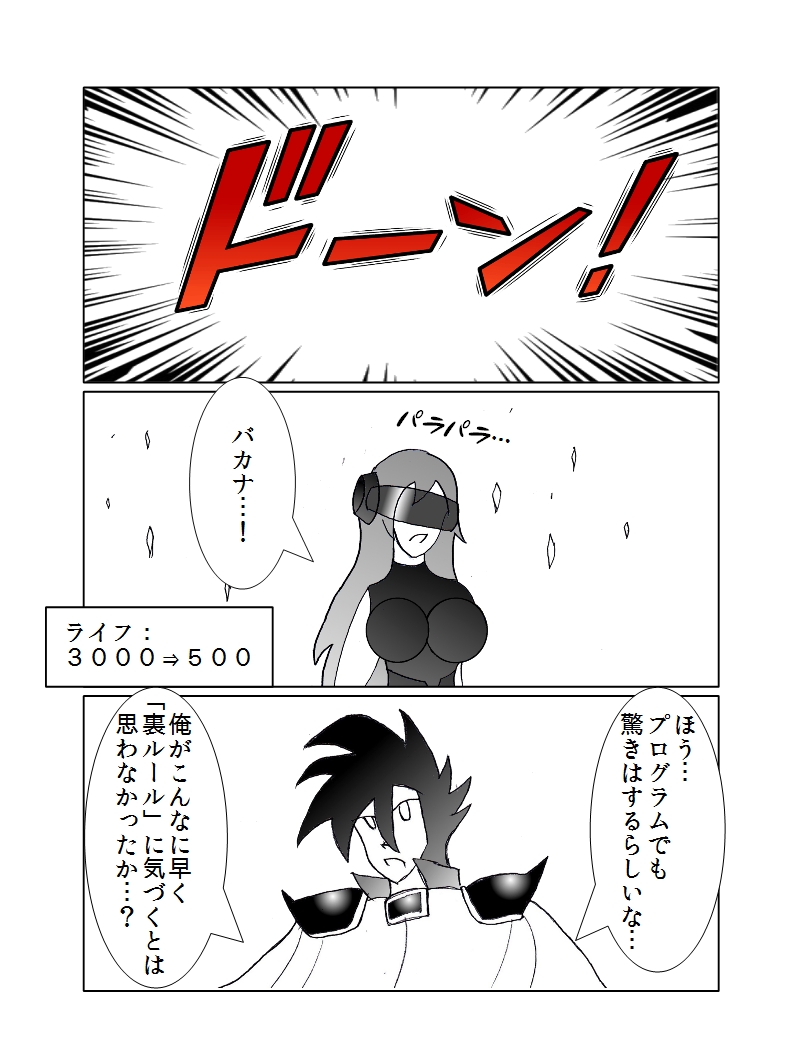 ドーン!
パラパラ…
バカナ…!
ライフ:
3000⇒500
ほう…
プログラムでも
驚きはするらしいな…
俺がこんなに早く
「裏ルール」に気づくとは
思わなかったか…?